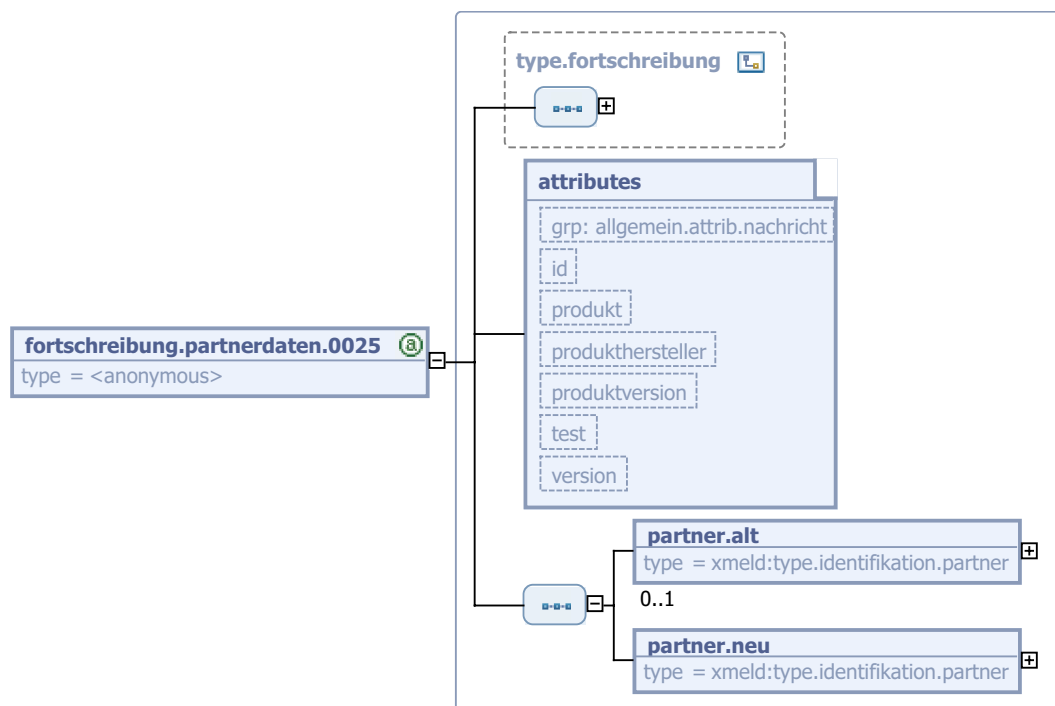 type.fortschreibung
attributes
grp: allgemein.attrib.nachricht
id
produkt
produkthersteller
produktversion
test
version
fortschreibung.partnerdaten.0025 a
type = <anonymous>
partner.alt
type = xmeld:type.identifikation.partner
0..1
partner.neu
type = xmeld:type.identifikation.partner